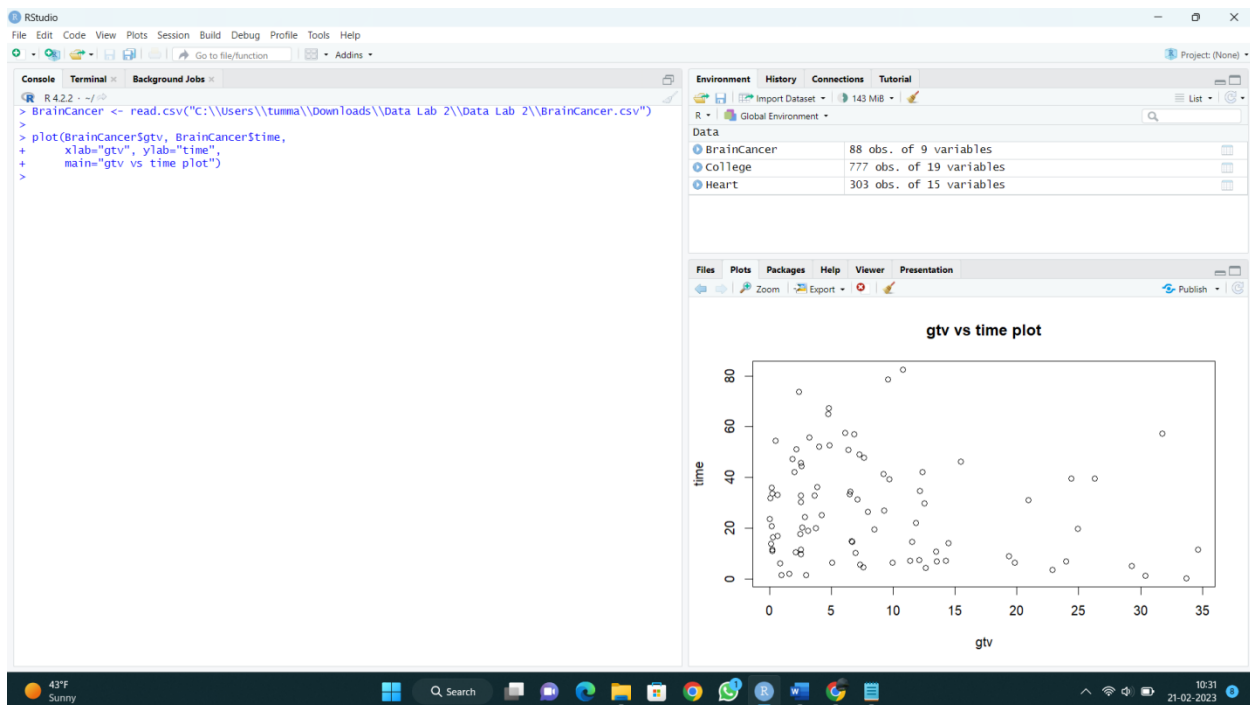 RStudio
File Edit Code View Plots Session Build Debug Profile Tools Help
Go to file/function Addins Project: (None)
Console Terminal Background Jobs
R 4.2.2 · ~/
> BrainCancer <- read.csv("C:\\Users\\tumma\\Downloads\\Data Lab 2\\Data Lab 2\\BrainCancer.csv")
>
> plot(BrainCancer$gtv, BrainCancer$time,
+ xlab="gtv", ylab="time",
+ main="gtv vs time plot")
>
Environment History Connections Tutorial
Import Dataset 143 MiB List
R Global Environment
Data
BrainCancer 88 obs. of 9 variables
College 777 obs. of 19 variables
Heart 303 obs. of 15 variables
Files Plots Packages Help Viewer Presentation
Zoom Export Publish
gtv vs time plot
80
60
40
20
0
time
0 5 10 15 20 25 30 35
gtv
43°F
Sunny
Search
1
R
W
10:31
21-02-2023
8